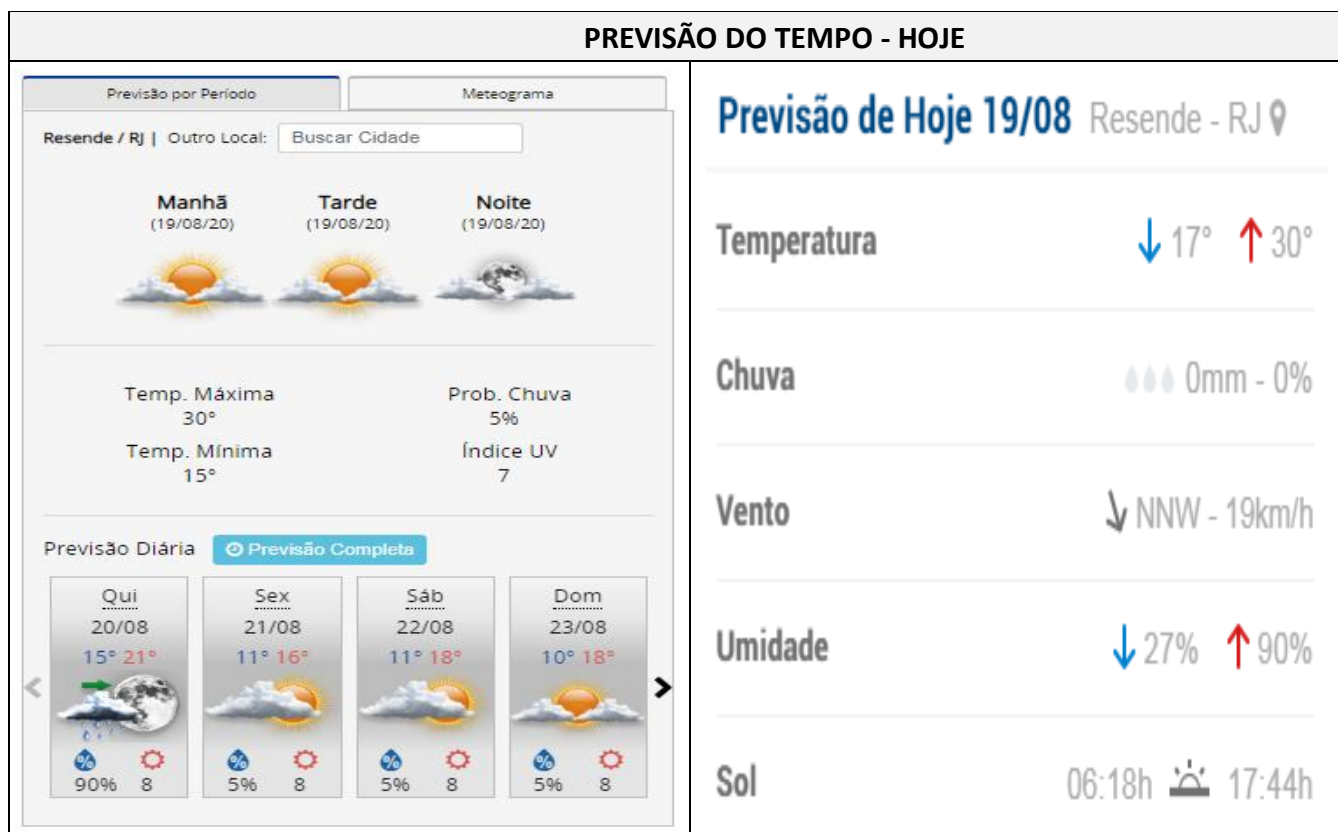 PREVISÃO DO TEMPO - HOJE
Previsão por Período
Meteograma
Resende / RJ | Outro Local: Buscar Cidade
Manhã Tarde Noite
(19/08/20) (19/08/20) (19/08/20)
Temp. Máxima Prob. Chuva
30° 5%
Temp. Mínima Índice UV
15° 7
Previsão Diária Previsão Completa
Qui Sex Sáb Dom
20/08 21/08 22/08 23/08
15° 21° 11° 16° 11° 18° 10° 18°
% % % %
90% 8 5% 8 5% 8 5% 8
Previsão de Hoje 19/08 Resende - RJ
Temperatura 17° 30°
Chuva 0mm - 0%
Vento NNW - 19km/h
Umidade 27% 90%
Sol 06:18h 17:44h